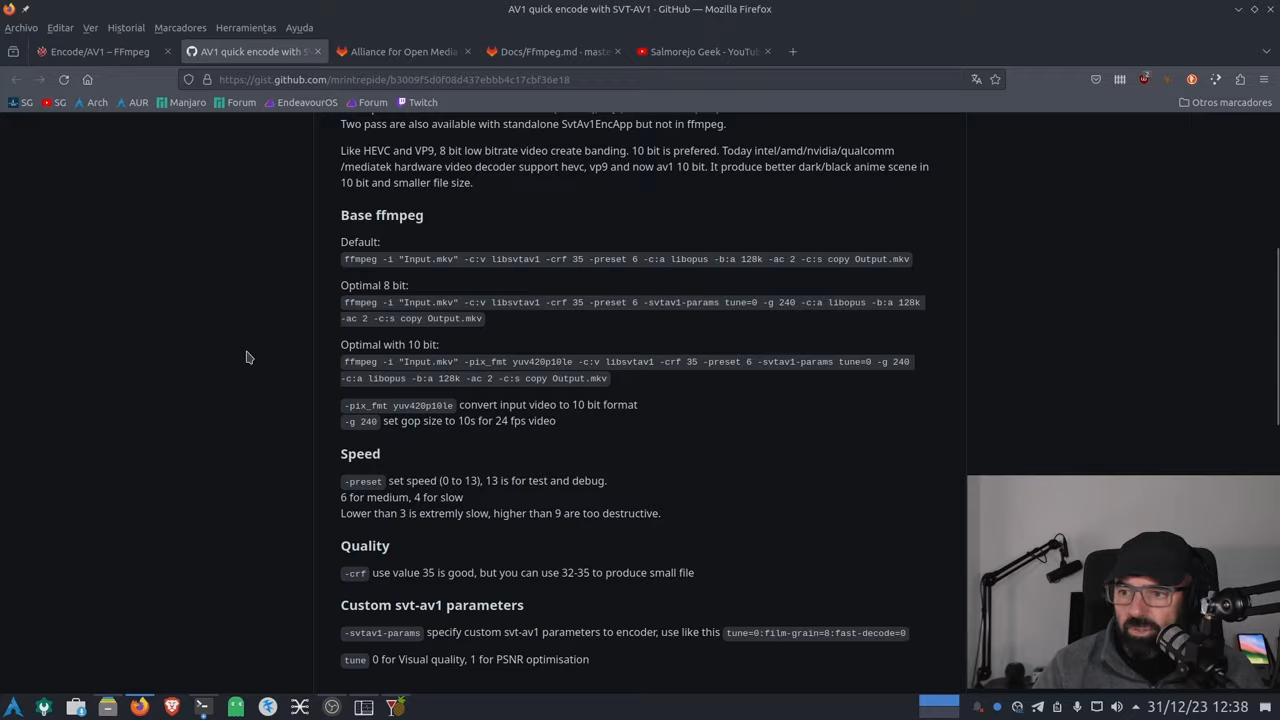 AV1 quick encode with SVT-AV1 · GitHub — Mozilla Firefox
Archivo Editar Ver Historial Marcadores Herramientas Ayuda
Encode/AV1 – FFmpeg
AV1 quick encode with SV
Alliance for Open Media
Docs/Ffmpeg.md · maste
Salmorejo Geek - YouTub
https://gist.github.com/mrintrepide/b3009f5d0f08d437ebbb4c17cbf36e18
2
SG SG Arch AUR Manjaro Forum EndeavourOS Forum Twitch Otros marcadores
Two pass are also available with standalone SvtAv1EncApp but not in ffmpeg.
Like HEVC and VP9, 8 bit low bitrate video create banding. 10 bit is prefered. Today intel/amd/nvidia/qualcomm
/mediatek hardware video decoder support hevc, vp9 and now av1 10 bit. It produce better dark/black anime scene in
10 bit and smaller file size.
Base ffmpeg
Default:
ffmpeg -i "Input.mkv" -c:v libsvtav1 -crf 35 -preset 6 -c:a libopus -b:a 128k -ac 2 -c:s copy Output.mkv
Optimal 8 bit:
ffmpeg -i "Input.mkv" -c:v libsvtav1 -crf 35 -preset 6 -svtav1-params tune=0 -g 240 -c:a libopus -b:a 128k
-ac 2 -c:s copy Output.mkv
Optimal with 10 bit:
ffmpeg -i "Input.mkv" -pix_fmt yuv420p10le -c:v libsvtav1 -crf 35 -preset 6 -svtav1-params tune=0 -g 240
-c:a libopus -b:a 128k -ac 2 -c:s copy Output.mkv
-pix_fmt yuv420p10le convert input video to 10 bit format
-g 240 set gop size to 10s for 24 fps video
Speed
-preset set speed (0 to 13), 13 is for test and debug.
6 for medium, 4 for slow
Lower than 3 is extremly slow, higher than 9 are too destructive.
Quality
-crf use value 35 is good, but you can use 32-35 to produce small file
Custom svt-av1 parameters
-svtav1-params specify custom svt-av1 parameters to encoder, use like this tune=0:film-grain=8:fast-decode=0
tune 0 for Visual quality, 1 for PSNR optimisation
31/12/23 12:38